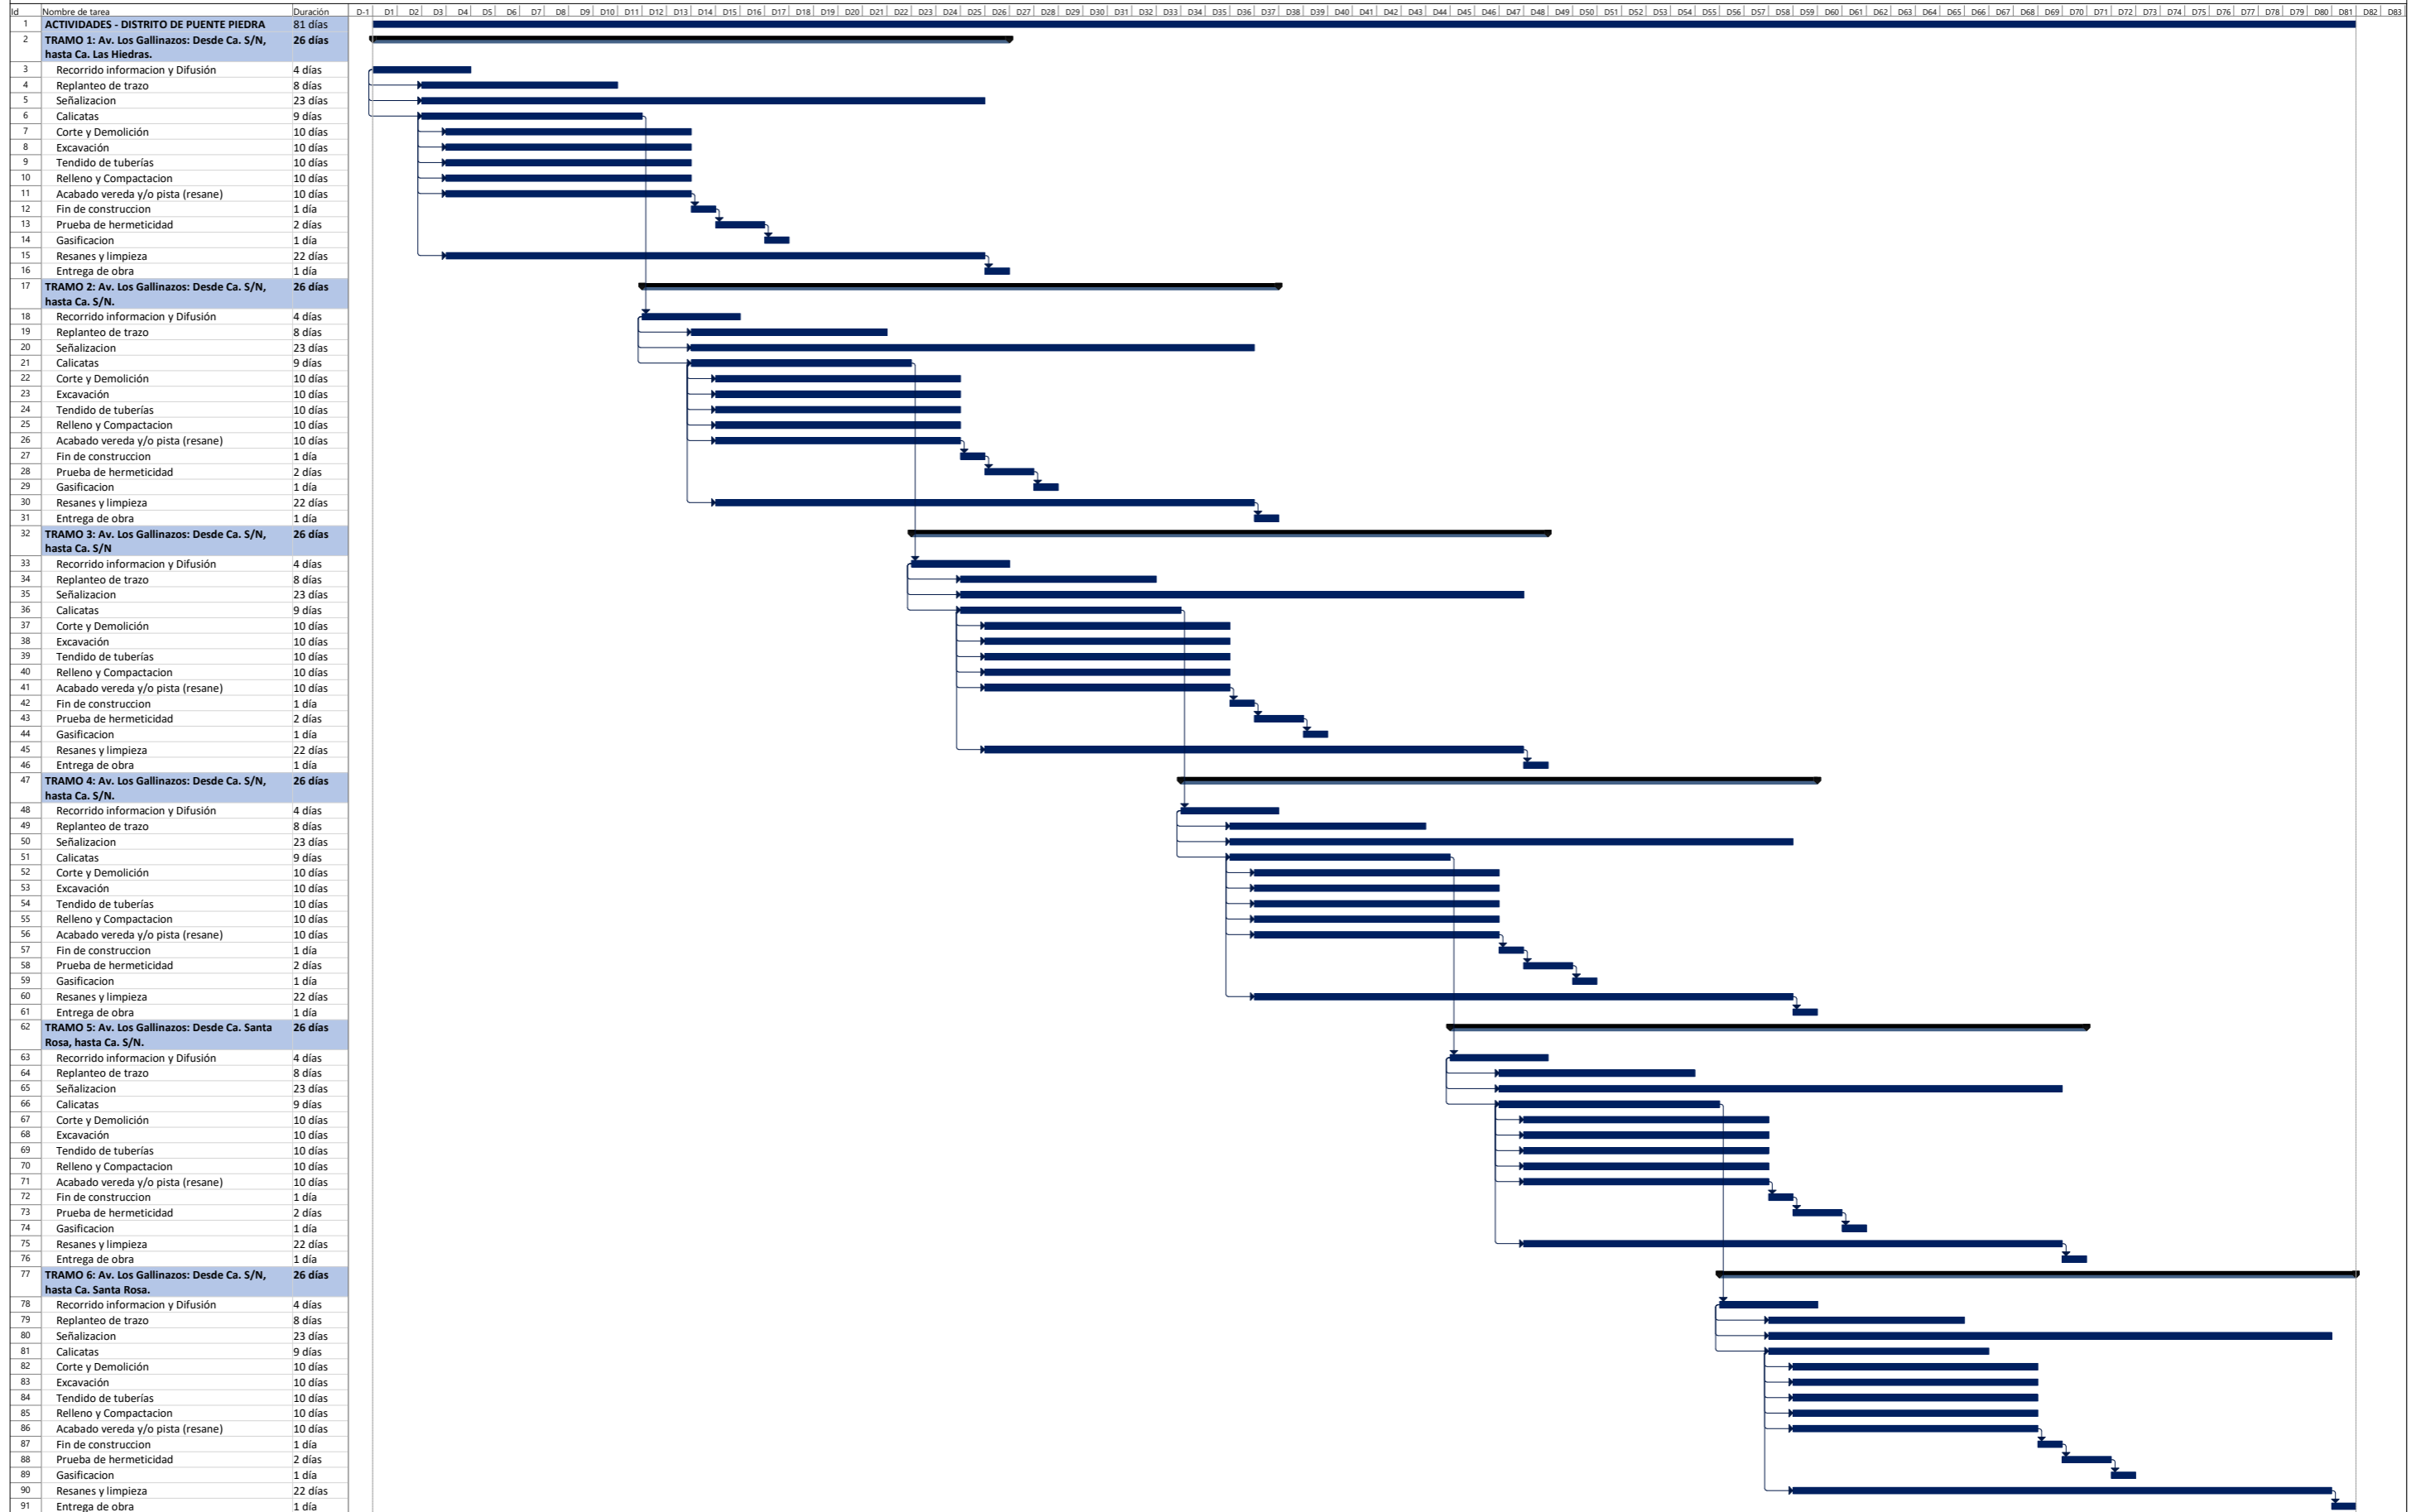 Id Nombre de tarea Duración D-1 D1 D2 D3 D4 D5 D6 D7 D8 D9 D10 D11 D12 D13 D14 D15 D16 D17 D18 D19 D20 D21 D22 D23 D24 D25 D26 D27 D28 D29 D30 D31 D32 D33 D34 D35 D36 D37 D38 D39 D40 D41 D42 D43 D44 D45 D46 D47 D48 D49 D50 D51 D52 D53 D54 D55 D56 D57 D58 D59 D60 D61 D62 D63 D64 D65 D66 D67 D68 D69 D70 D71 D72 D73 D74 D75 D76 D77 D78 D79 D80 D81 D82 D83
1 ACTIVIDADES - DISTRITO DE PUENTE PIEDRA 81 días
2 TRAMO 1: Av. Los Gallinazos: Desde Ca. S/N, 26 días
hasta Ca. Las Hiedras.
3 Recorrido informacion y Difusión 4 días
4 Replanteo de trazo 8 días
5 Señalizacion 23 días
6 Calicatas 9 días
7 Corte y Demolición 10 días
8 Excavación 10 días
9 Tendido de tuberías 10 días
10 Relleno y Compactacion 10 días
11 Acabado vereda y/o pista (resane) 10 días
12 Fin de construccion 1 día
13 Prueba de hermeticidad 2 días
14 Gasificacion 1 día
15 Resanes y limpieza 22 días
16 Entrega de obra 1 día
17 TRAMO 2: Av. Los Gallinazos: Desde Ca. S/N, 26 días
hasta Ca. S/N.
18 Recorrido informacion y Difusión 4 días
19 Replanteo de trazo 8 días
20 Señalizacion 23 días
21 Calicatas 9 días
22 Corte y Demolición 10 días
23 Excavación 10 días
24 Tendido de tuberías 10 días
25 Relleno y Compactacion 10 días
26 Acabado vereda y/o pista (resane) 10 días
27 Fin de construccion 1 día
28 Prueba de hermeticidad 2 días
29 Gasificacion 1 día
30 Resanes y limpieza 22 días
31 Entrega de obra 1 día
32 TRAMO 3: Av. Los Gallinazos: Desde Ca. S/N, 26 días
hasta Ca. S/N
33 Recorrido informacion y Difusión 4 días
34 Replanteo de trazo 8 días
35 Señalizacion 23 días
36 Calicatas 9 días
37 Corte y Demolición 10 días
38 Excavación 10 días
39 Tendido de tuberías 10 días
40 Relleno y Compactacion 10 días
41 Acabado vereda y/o pista (resane) 10 días
42 Fin de construccion 1 día
43 Prueba de hermeticidad 2 días
44 Gasificacion 1 día
45 Resanes y limpieza 22 días
46 Entrega de obra 1 día
47 TRAMO 4: Av. Los Gallinazos: Desde Ca. S/N, 26 días
hasta Ca. S/N.
48 Recorrido informacion y Difusión 4 días
49 Replanteo de trazo 8 días
50 Señalizacion 23 días
51 Calicatas 9 días
52 Corte y Demolición 10 días
53 Excavación 10 días
54 Tendido de tuberías 10 días
55 Relleno y Compactacion 10 días
56 Acabado vereda y/o pista (resane) 10 días
57 Fin de construccion 1 día
58 Prueba de hermeticidad 2 días
59 Gasificacion 1 día
60 Resanes y limpieza 22 días
61 Entrega de obra 1 día
62 TRAMO 5: Av. Los Gallinazos: Desde Ca. Santa 26 días
Rosa, hasta Ca. S/N.
63 Recorrido informacion y Difusión 4 días
64 Replanteo de trazo 8 días
65 Señalizacion 23 días
66 Calicatas 9 días
67 Corte y Demolición 10 días
68 Excavación 10 días
69 Tendido de tuberías 10 días
70 Relleno y Compactacion 10 días
71 Acabado vereda y/o pista (resane) 10 días
72 Fin de construccion 1 día
73 Prueba de hermeticidad 2 días
74 Gasificacion 1 día
75 Resanes y limpieza 22 días
76 Entrega de obra 1 día
77 TRAMO 6: Av. Los Gallinazos: Desde Ca. S/N, 26 días
hasta Ca. Santa Rosa.
78 Recorrido informacion y Difusión 4 días
79 Replanteo de trazo 8 días
80 Señalizacion 23 días
81 Calicatas 9 días
82 Corte y Demolición 10 días
83 Excavación 10 días
84 Tendido de tuberías 10 días
85 Relleno y Compactacion 10 días
86 Acabado vereda y/o pista (resane) 10 días
87 Fin de construccion 1 día
88 Prueba de hermeticidad 2 días
89 Gasificacion 1 día
90 Resanes y limpieza 22 días
91 Entrega de obra 1 día